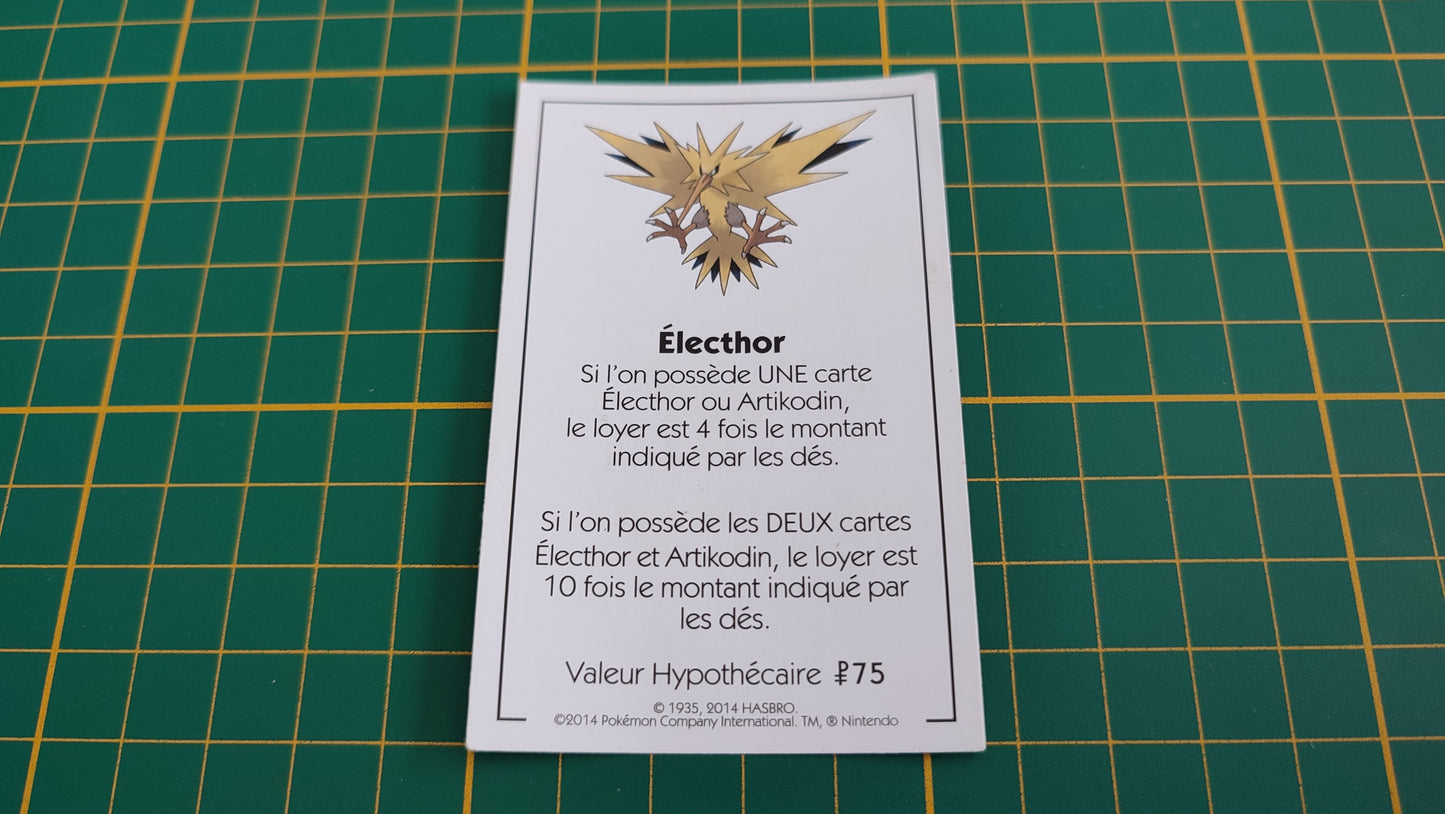 Électhor
Si l'on possède UNE carte
Électhor ou Artikodin,
le loyer est 4 fois le montant
indiqué par les dés.
Si l'on possède les DEUX cartes
Électhor et Artikodin, le loyer est
10 fois le montant indiqué par
les dés.
Valeur Hypothécaire ₽75
© 1935, 2014 HASBRO.
©2014 Pokémon Company International. TM, ® Nintendo